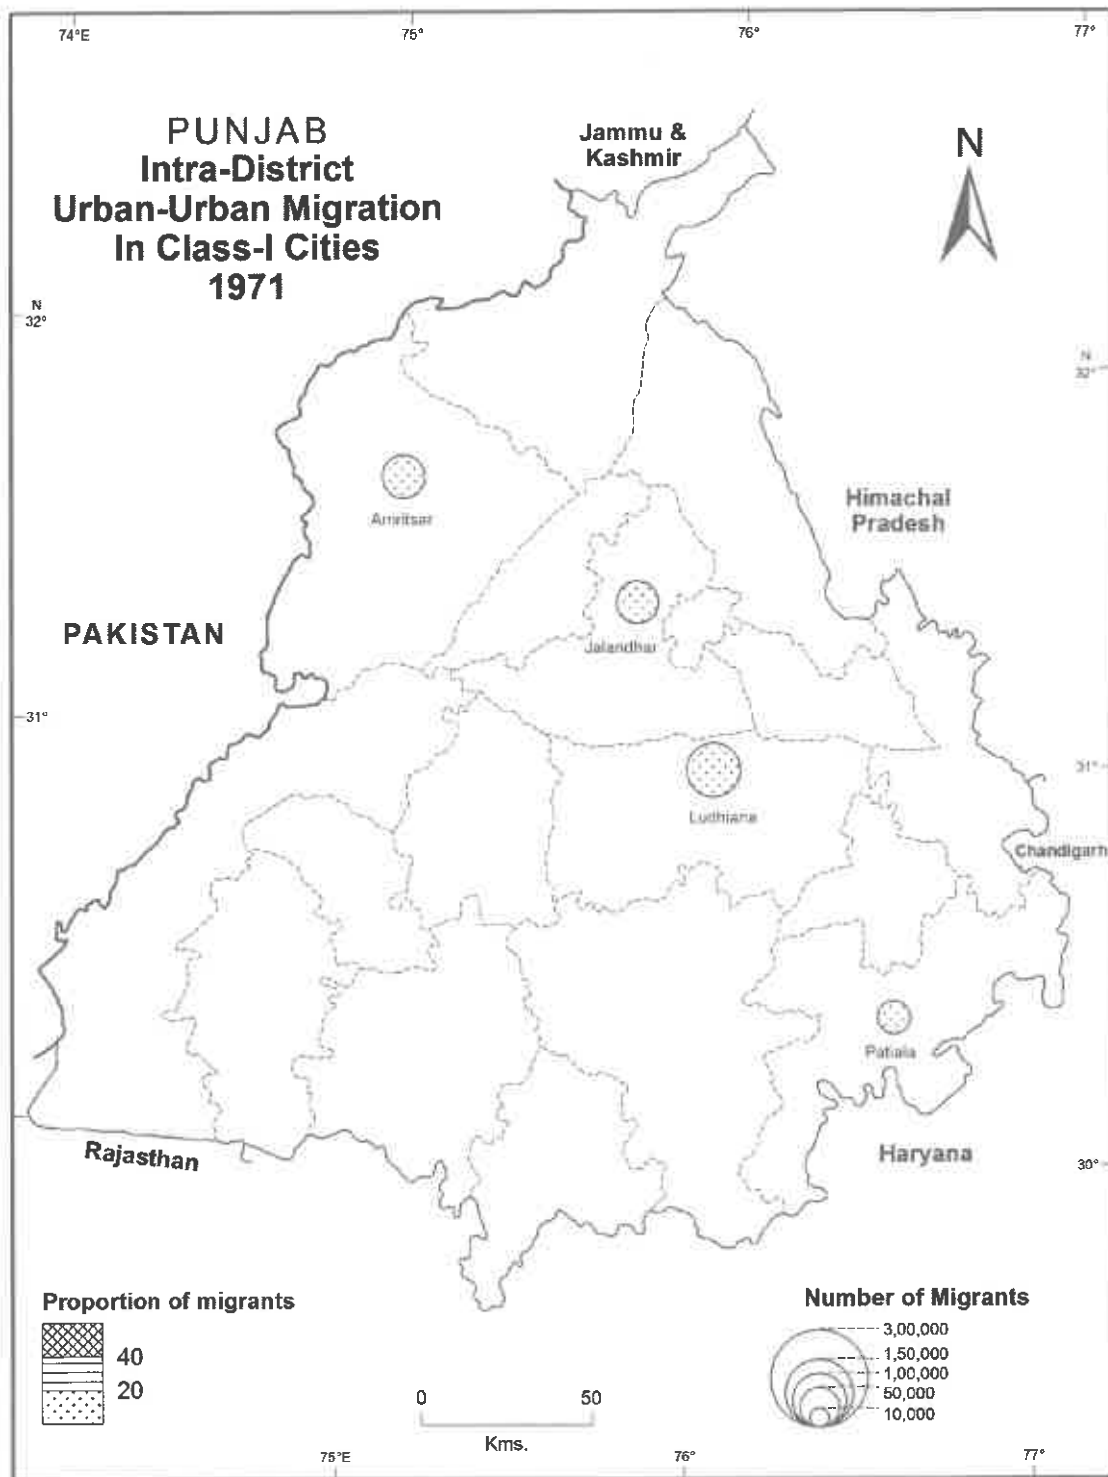 74°E
75°
76°
77°
PUNJAB
Intra-District
Urban-Urban Migration
In Class-I Cities
1971
Jammu &
Kashmir
N
N
32°
N
32°
Amritsar
Himachal
Pradesh
PAKISTAN
Jalandhar
31°
31°
Ludhiana
Chandigarh
Patiala
Rajasthan
Haryana
30°
Proportion of migrants
40
20
0
50
Kms.
Number of Migrants
3,00,000
1,50,000
1,00,000
50,000
10,000
75°E
76°
77°